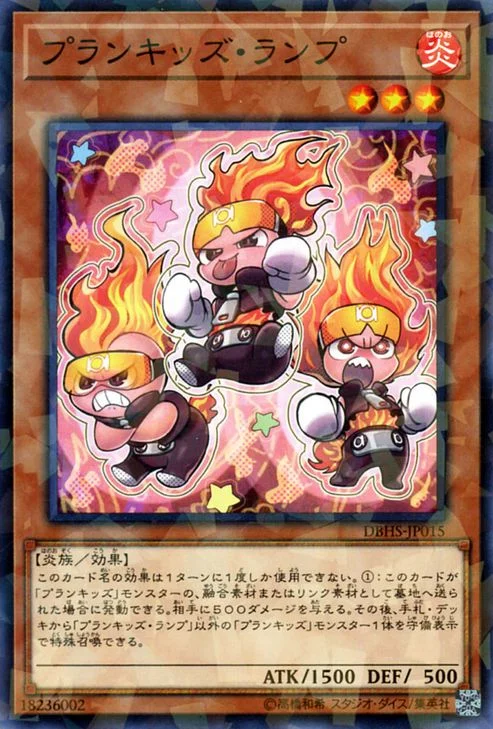 プランキッズ・ランプ
ほのお
炎
DBHS-JP015
【炎族／効果】
このカード名の効果は１ターンに１度しか使用できない。①：このカードが
「プランキッズ」モンスターの、融合素材またはリンク素材として墓地へ送ら
れた場合に発動できる。相手に５００ダメージを与える。その後、手札・デッ
キから「プランキッズ・ランプ」以外の「プランキッズ」モンスター1体を守備表示
で特殊召喚できる。
ATK/1500 DEF/ 500
18236002
©高橋和希 スタジオ・ダイス/集英社